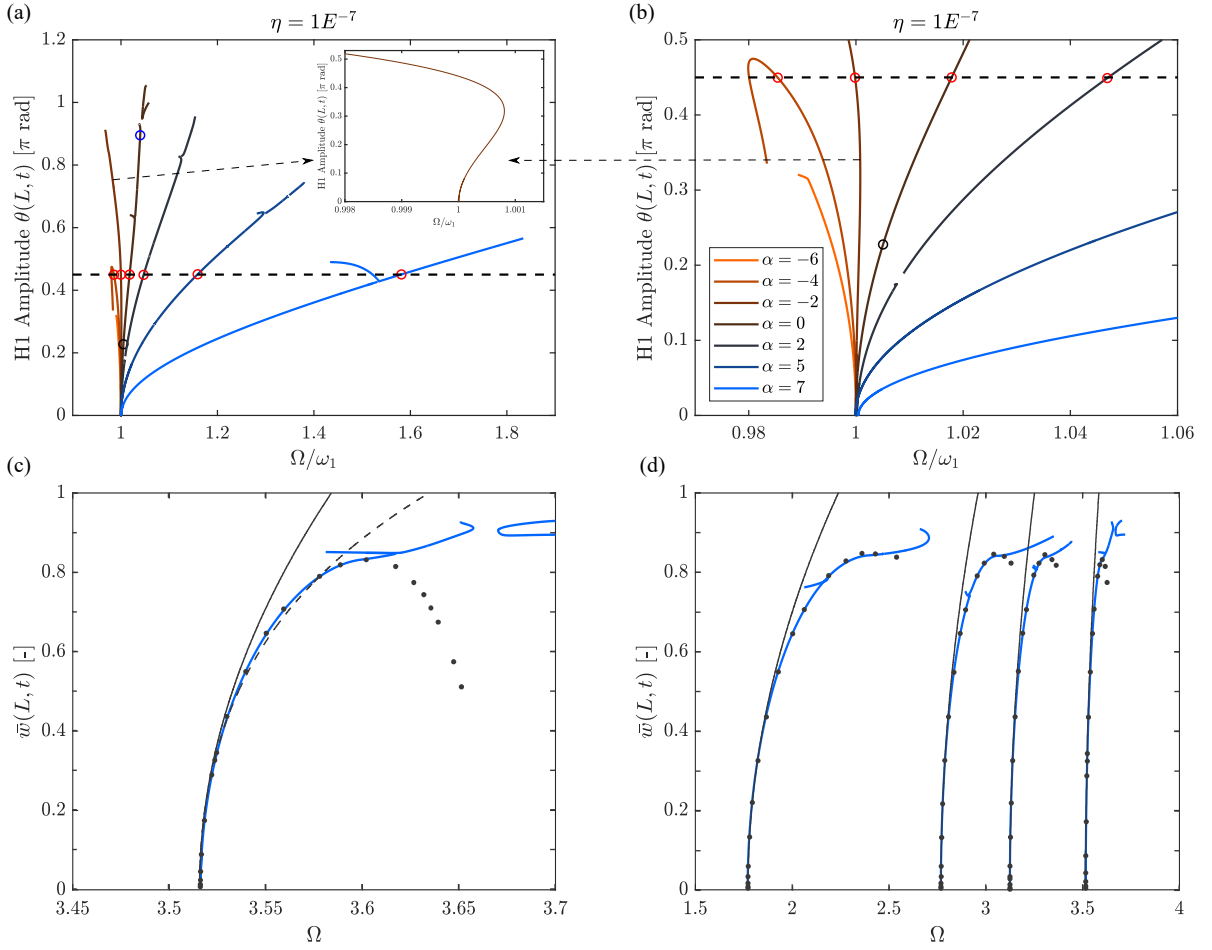 (a)
η = 1E⁻⁷
H1 Amplitude θ(L, t) [π rad]
1.2
1
0.8
0.6
0.4
0.2
0
1
1.2
1.4
1.6
1.8
Ω/ω₁
H1 Amplitude θ(L, t) [π rad]
0.5
0.4
0.3
0.2
0.1
0
0.998
0.999
1
1.001
Ω/ω₁
(b)
η = 1E⁻⁷
H1 Amplitude θ(L, t) [π rad]
0.5
0.4
0.3
0.2
0.1
0
α = −6
α = −4
α = −2
α = 0
α = 2
α = 5
α = 7
0.98
1
1.02
1.04
1.06
Ω/ω₁
(c)
w̄(L, t) [-]
1
0.8
0.6
0.4
0.2
0
3.45
3.5
3.55
3.6
3.65
3.7
Ω
(d)
w̄(L, t) [-]
1
0.8
0.6
0.4
0.2
0
1.5
2
2.5
3
3.5
4
Ω